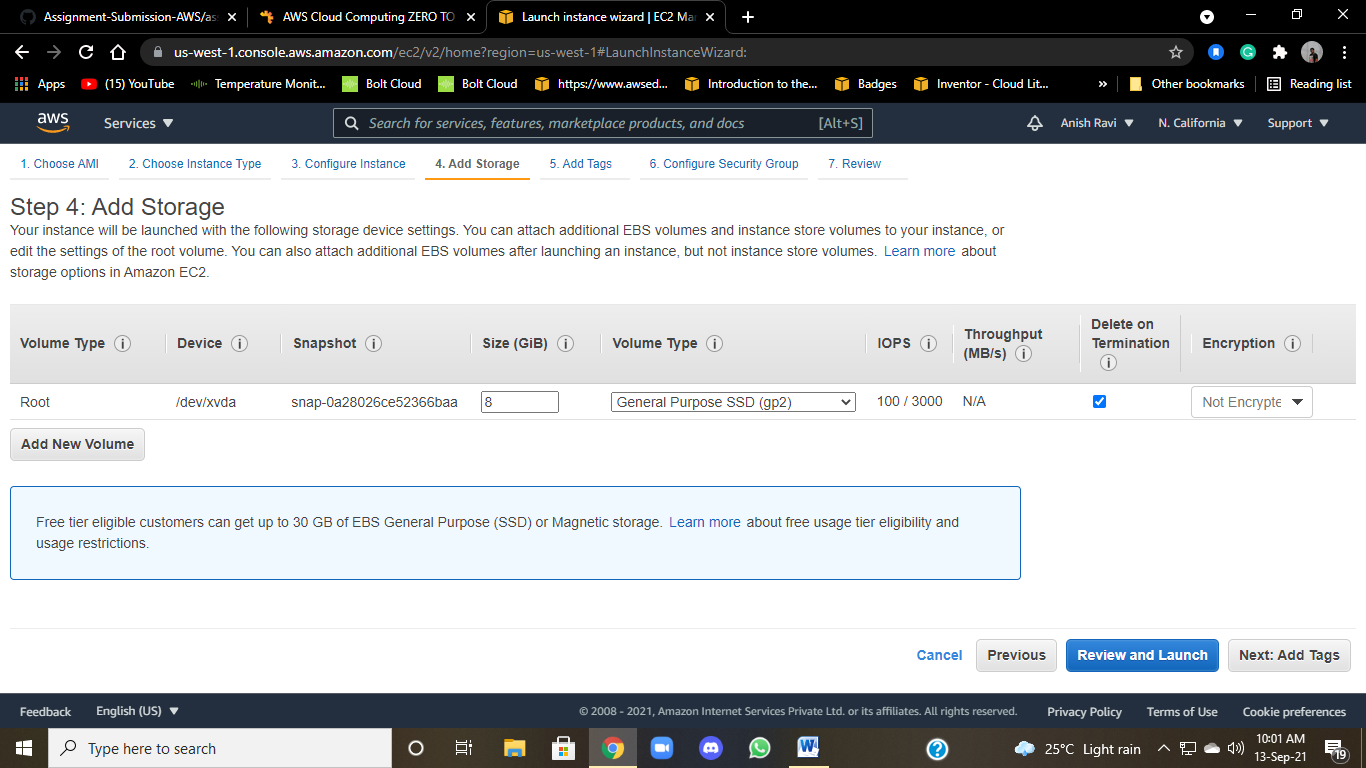 Assignment-Submission-AWS/as
AWS Cloud Computing ZERO TO
Launch instance wizard | EC2 Ma
us-west-1.console.aws.amazon.com/ec2/v2/home?region=us-west-1#LaunchInstanceWizard:
Apps (15) YouTube Temperature Monit... Bolt Cloud Bolt Cloud https://www.awsed... Introduction to the... Badges Inventor - Cloud Lit... » Other bookmarks Reading list
aws Services Search for services, features, marketplace products, and docs [Alt+S] Anish Ravi N. California Support
1. Choose AMI 2. Choose Instance Type 3. Configure Instance 4. Add Storage 5. Add Tags 6. Configure Security Group 7. Review
Step 4: Add Storage
Your instance will be launched with the following storage device settings. You can attach additional EBS volumes and instance store volumes to your instance, or
edit the settings of the root volume. You can also attach additional EBS volumes after launching an instance, but not instance store volumes. Learn more about
storage options in Amazon EC2.
Volume Type Device Snapshot Size (GiB) Volume Type IOPS Throughput (MB/s) Delete on Termination Encryption
Root /dev/xvda snap-0a28026ce52366baa 8 General Purpose SSD (gp2) 100 / 3000 N/A Not Encrypte
Add New Volume
Free tier eligible customers can get up to 30 GB of EBS General Purpose (SSD) or Magnetic storage. Learn more about free usage tier eligibility and
usage restrictions.
Cancel Previous Review and Launch Next: Add Tags
Feedback English (US) © 2008 - 2021, Amazon Internet Services Private Ltd. or its affiliates. All rights reserved. Privacy Policy Terms of Use Cookie preferences
Type here to search 25°C Light rain 10:01 AM
13-Sep-21 19